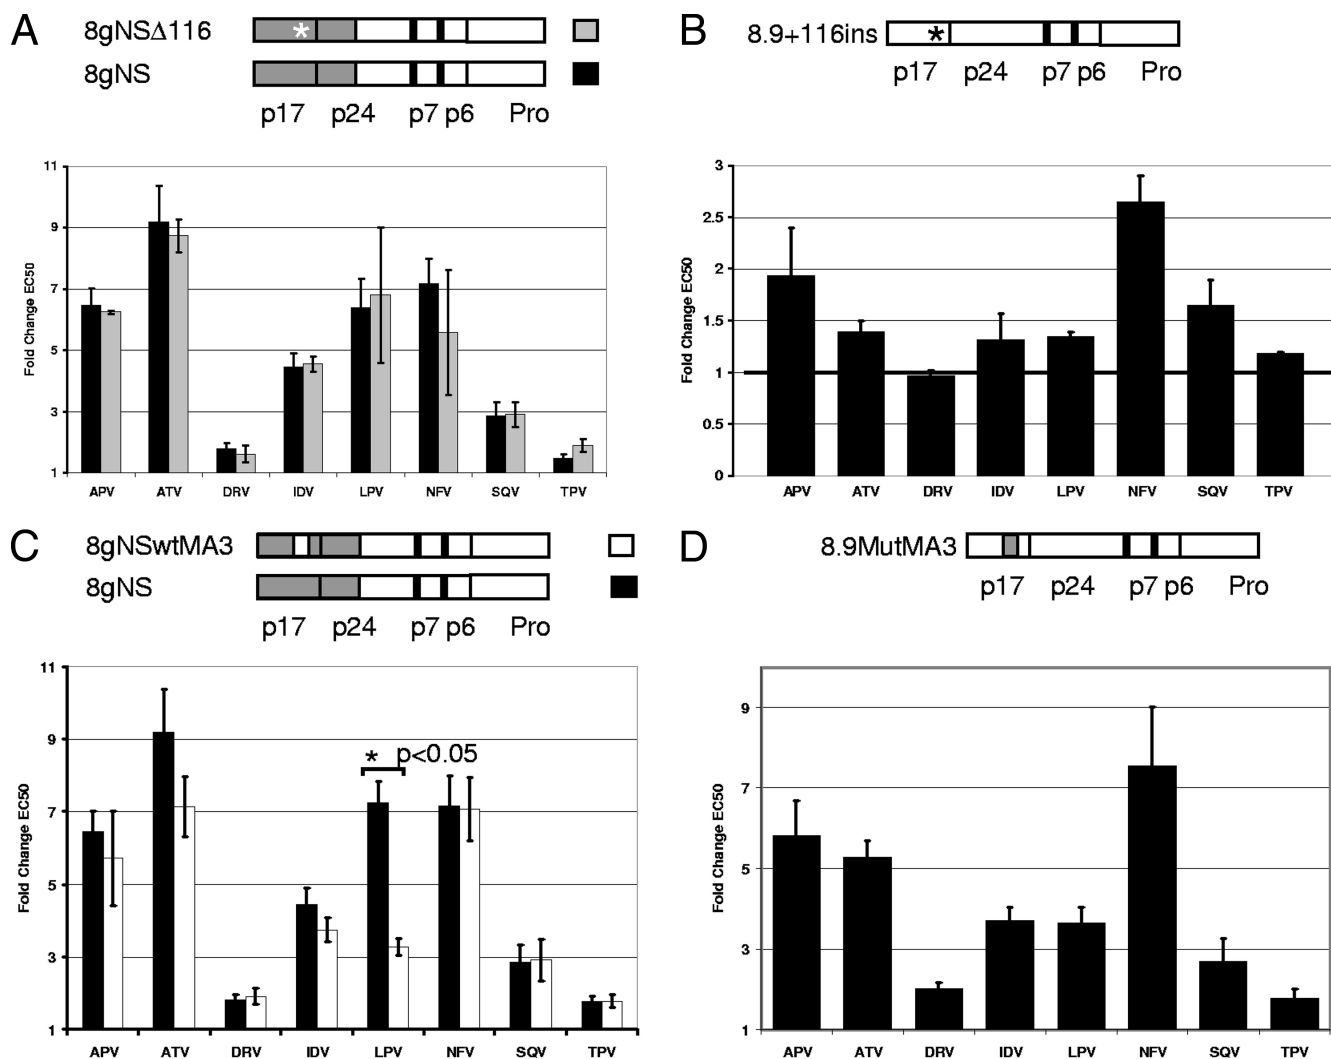 A
8gNSΔ116 *
8gNS
p17 p24 p7 p6 Pro
Fold Change EC50
11
9
7
5
3
1
APV ATV DRV IDV LPV NFV SQV TPV
B
8.9+116ins *
p17 p24 p7 p6 Pro
Fold Change EC50
3
2.5
2
1.5
1
0.5
0
APV ATV DRV IDV LPV NFV SQV TPV
C
8gNSwtMA3
8gNS
p17 p24 p7 p6 Pro
Fold Change EC50
11
9
7
5
3
1
* p<0.05
APV ATV DRV IDV LPV NFV SQV TPV
D
8.9MutMA3
p17 p24 p7 p6 Pro
Fold Change EC50
9
7
5
3
1
APV ATV DRV IDV LPV NFV SQV TPV